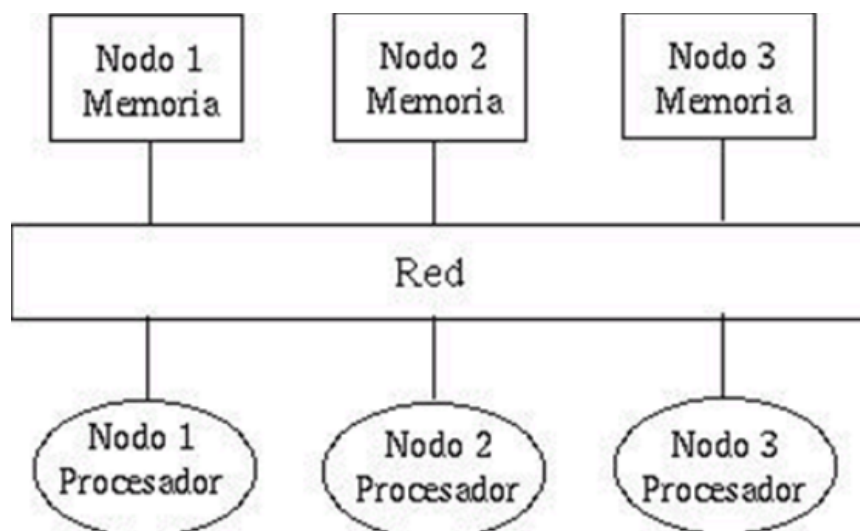 Nodo 1
Memoria
Nodo 2
Memoria
Nodo 3
Memoria
Red
Nodo 1
Procesador
Nodo 2
Procesador
Nodo 3
Procesador